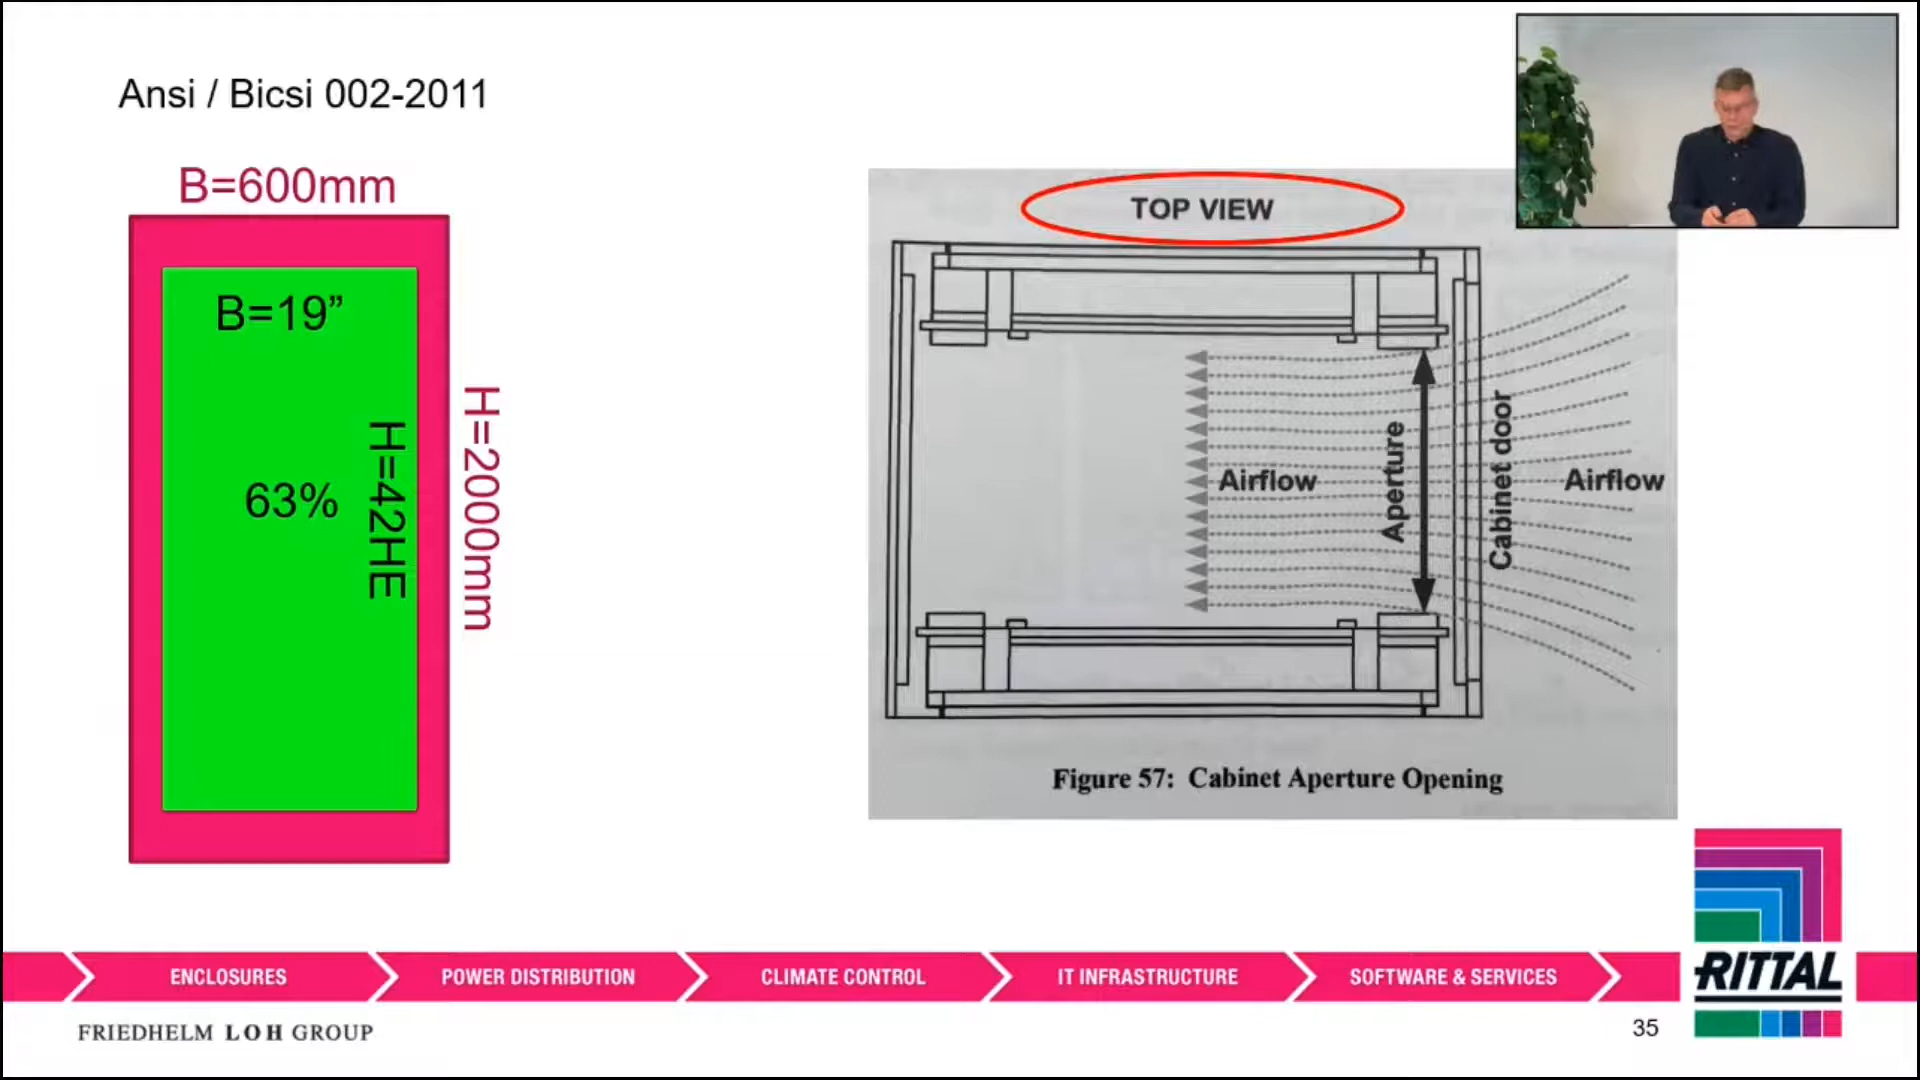 Ansi / Bicsi 002-2011
B=600mm
B=19”
63%
H=42HE
H=2000mm
TOP VIEW
Airflow
Aperture
Cabinet door
Airflow
Figure 57: Cabinet Aperture Opening
ENCLOSURES
POWER DISTRIBUTION
CLIMATE CONTROL
IT INFRASTRUCTURE
SOFTWARE & SERVICES
RITTAL
FRIEDHELM LOH GROUP
35